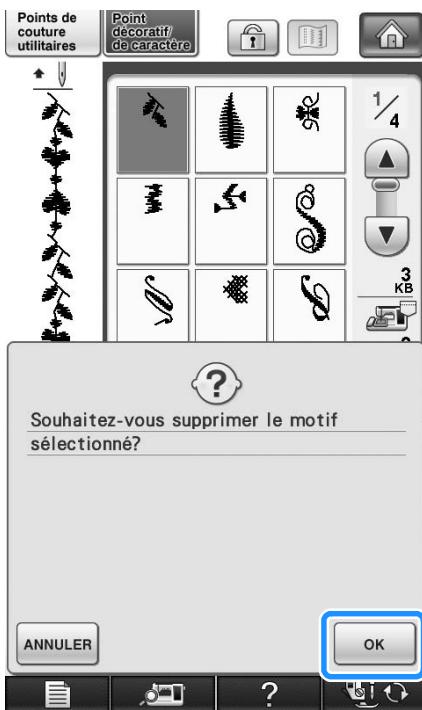 Points de
couture
utilitaires
Point
décoratif/
de caractère
1/4
3
KB
Souhaitez-vous supprimer le motif
sélectionné?
?
ANNULER
OK
?